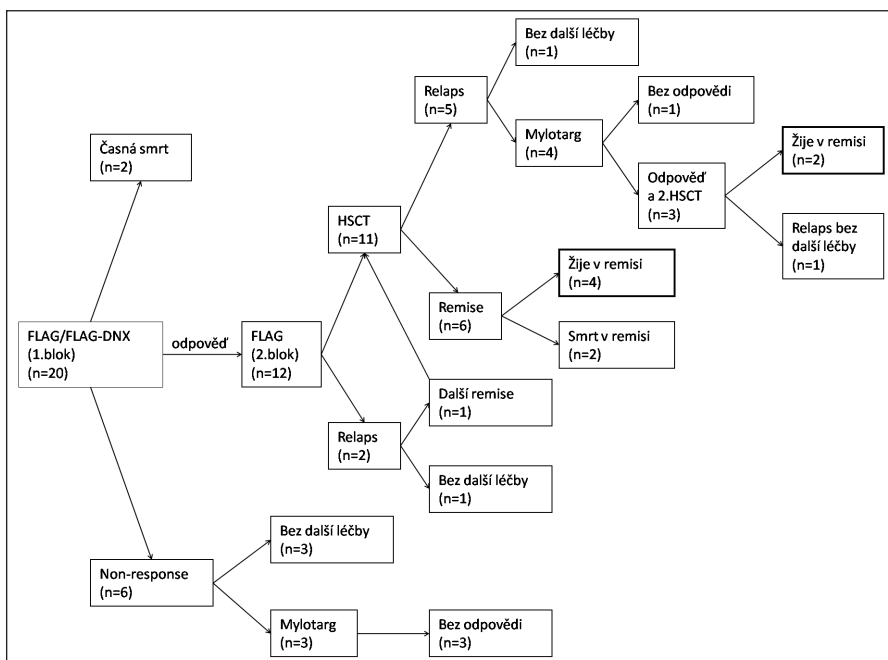 Bez další léčby
(n=1)
Relaps
(n=5)
Bez odpovědi
(n=1)
Mylotarg
(n=4)
Žije v remisi
(n=2)
Časná smrt
(n=2)
Odpověď
a 2.HSCT
(n=3)
HSCT
(n=11)
Relaps bez
další léčby
(n=1)
Žije v remisi
(n=4)
Remise
(n=6)
Smrt v remisi
(n=2)
FLAG/FLAG-DNX
(1.blok)
(n=20)
odpověď
FLAG
(2.blok)
(n=12)
Další remise
(n=1)
Relaps
(n=2)
Bez další léčby
(n=1)
Bez další léčby
(n=3)
Non-response
(n=6)
Mylotarg
(n=3)
Bez odpovědi
(n=3)